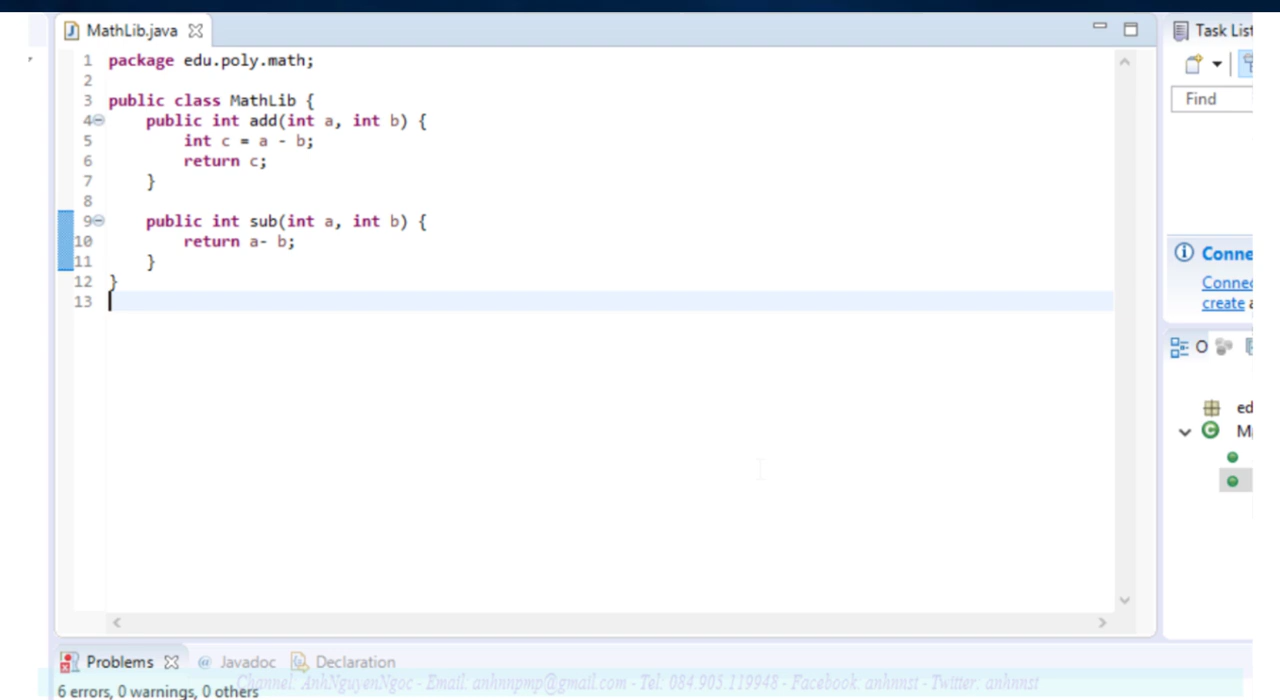 MathLib.java
Task List
1 package edu.poly.math;
2
3 public class MathLib {
4 public int add(int a, int b) {
5 int c = a - b;
6 return c;
7 }
8
9 public int sub(int a, int b) {
10 return a- b;
11 }
12 }
13
Find
Conne
Connec
create
O
ed
Problems @ Javadoc Declaration
6 errors, 0 warnings, 0 others
Channel: AnhNguyenNgoc - Email: anhnnpmp@gmail.com - Tel: 084.905.119948 - Facebook: anhnnst - Twitter: anhnnst